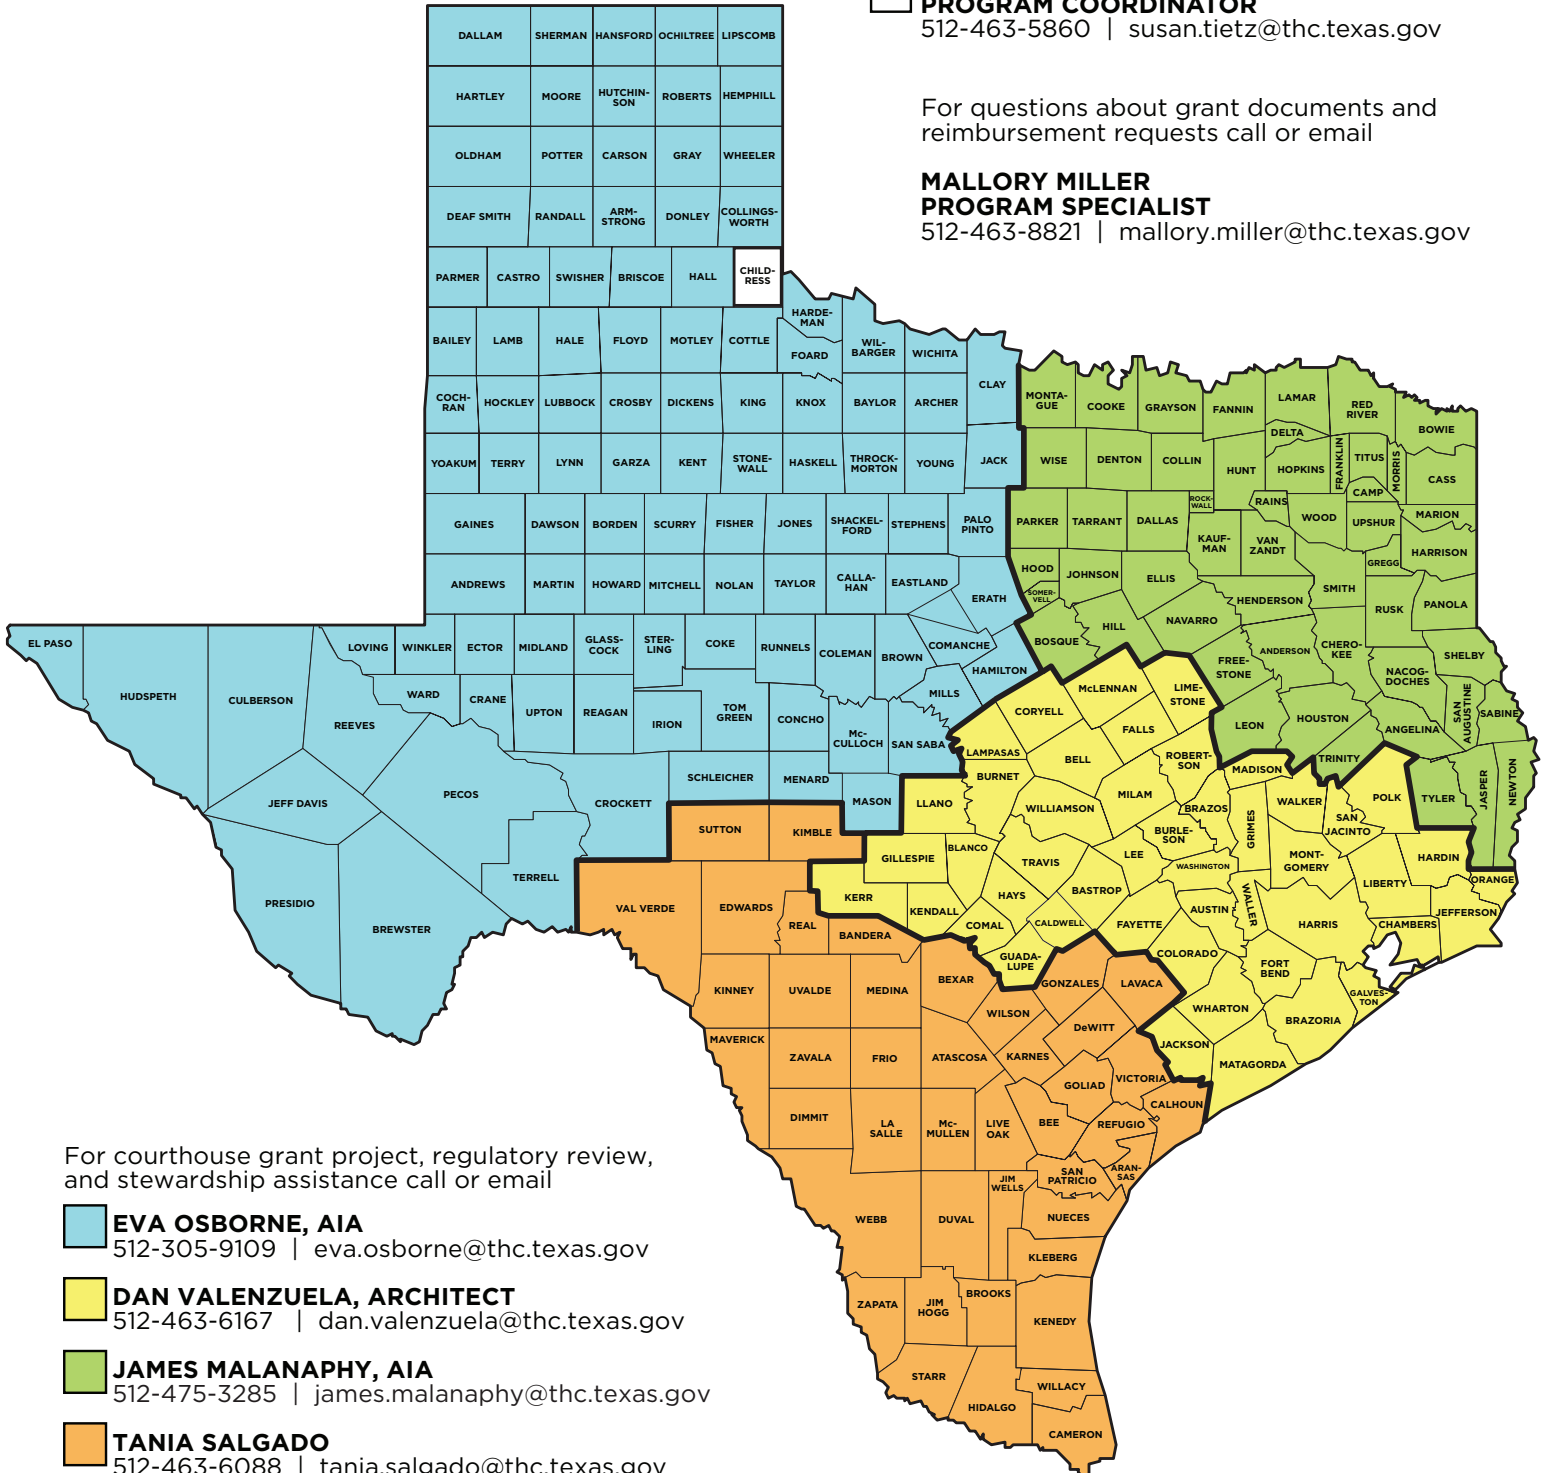 PROGRAM COORDINATOR
512-463-5860 | susan.tietz@thc.texas.gov
For questions about grant documents and
reimbursement requests call or email
MALLORY MILLER
PROGRAM SPECIALIST
512-463-8821 | mallory.miller@thc.texas.gov
DALLAM
SHERMAN
HANSFORD
OCHILTREE
LIPSCOMB
HARTLEY
MOORE
HUTCHIN-
SON
ROBERTS
HEMPHILL
OLDHAM
POTTER
CARSON
GRAY
WHEELER
DEAF SMITH
RANDALL
ARM-
STRONG
DONLEY
COLLINGS-
WORTH
PARMER
CASTRO
SWISHER
BRISCOE
HALL
CHILD-
RESS
BAILEY
LAMB
HALE
FLOYD
MOTLEY
COTTLE
HARDE-
MAN
FOARD
WIL-
BARGER
WICHITA
CLAY
MONTA-
GUE
COOKE
GRAYSON
FANNIN
LAMAR
RED
RIVER
BOWIE
COCH-
RAN
HOCKLEY
LUBBOCK
CROSBY
DICKENS
KING
KNOX
BAYLOR
ARCHER
DELTA
YOAKUM
TERRY
LYNN
GARZA
KENT
STONE-
WALL
HASKELL
THROCK-
MORTON
YOUNG
JACK
WISE
DENTON
COLLIN
HUNT
HOPKINS
FRANKLIN
TITUS
MORRIS
CASS
CAMP
GAINES
DAWSON
BORDEN
SCURRY
FISHER
JONES
SHACKEL-
FORD
STEPHENS
PALO
PINTO
PARKER
TARRANT
DALLAS
ROCK-
WALL
RAINS
WOOD
UPSHUR
MARION
KAUF-
MAN
VAN
ZANDT
GREGG
HARRISON
ANDREWS
MARTIN
HOWARD
MITCHELL
NOLAN
TAYLOR
CALLA-
HAN
EASTLAND
ERATH
HOOD
SOMER-
VELL
JOHNSON
ELLIS
HENDERSON
SMITH
RUSK
PANOLA
EL PASO
HUDSPETH
CULBERSON
LOVING
WINKLER
ECTOR
MIDLAND
GLASS-
COCK
STER-
LING
COKE
RUNNELS
COLEMAN
BROWN
COMANCHE
HAMILTON
BOSQUE
HILL
NAVARRO
FREE-
STONE
ANDERSON
CHERO-
KEE
NACOG-
DOCHES
SHELBY
REEVES
WARD
CRANE
UPTON
REAGAN
IRION
TOM
GREEN
CONCHO
Mc-
CULLOCH
SAN SABA
MILLS
LAMPASAS
CORYELL
McLENNAN
LIME-
STONE
FALLS
BELL
ROBERT-
SON
LEON
HOUSTON
TRINITY
ANGELINA
SAN
AUGUSTINE
SABINE
JEFF DAVIS
PECOS
CROCKETT
SCHLEICHER
MENARD
MASON
LLANO
BURNET
WILLIAMSON
MILAM
BRAZOS
MADISON
GRIMES
WALKER
SAN
JACINTO
POLK
TYLER
JASPER
NEWTON
PRESIDIO
BREWSTER
TERRELL
SUTTON
KIMBLE
GILLESPIE
BLANCO
TRAVIS
LEE
BURLE-
SON
WASHINGTON
MONT-
GOMERY
LIBERTY
HARDIN
ORANGE
VAL VERDE
EDWARDS
REAL
KERR
KENDALL
HAYS
COMAL
CALDWELL
BASTROP
FAYETTE
AUSTIN
WALLER
HARRIS
CHAMBERS
JEFFERSON
BANDERA
GUADA-
LUPE
COLORADO
FORT
BEND
GALVES-
TON
KINNEY
UVALDE
MEDINA
BEXAR
WILSON
GONZALES
LAVACA
WHARTON
BRAZORIA
MAVERICK
ZAVALA
FRIO
ATASCOSA
KARNES
DeWITT
JACKSON
MATAGORDA
GOLIAD
VICTORIA
CALHOUN
DIMMIT
LA
SALLE
Mc-
MULLEN
LIVE
OAK
BEE
REFUGIO
SAN
PATRICIO
ARAN-
SAS
WEBB
DUVAL
JIM
WELLS
NUECES
KLEBERG
ZAPATA
JIM
HOGG
BROOKS
KENEDY
STARR
HIDALGO
WILLACY
CAMERON
For courthouse grant project, regulatory review,
and stewardship assistance call or email
EVA OSBORNE, AIA
512-305-9109 | eva.osborne@thc.texas.gov
DAN VALENZUELA, ARCHITECT
512-463-6167 | dan.valenzuela@thc.texas.gov
JAMES MALANAPHY, AIA
512-475-3285 | james.malanaphy@thc.texas.gov
TANIA SALGADO
512-463-6088 | tania.salgado@thc.texas.gov